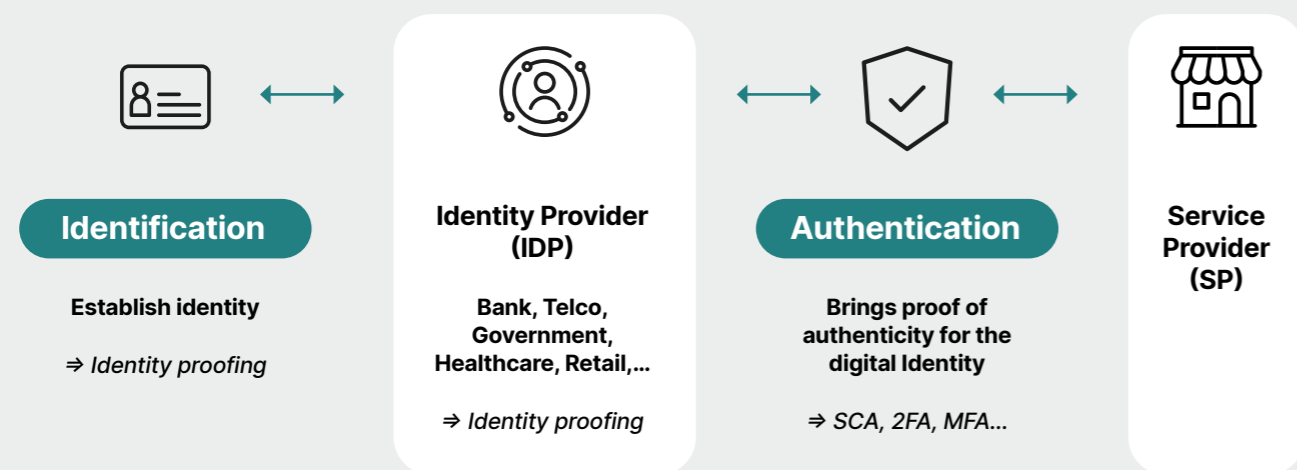 Identification
Establish identity
⇒ Identity proofing
Identity Provider
(IDP)
Bank, Telco,
Government,
Healthcare, Retail,...
⇒ Identity proofing
Authentication
Brings proof of
authenticity for the
digital Identity
⇒ SCA, 2FA, MFA...
Service
Provider
(SP)